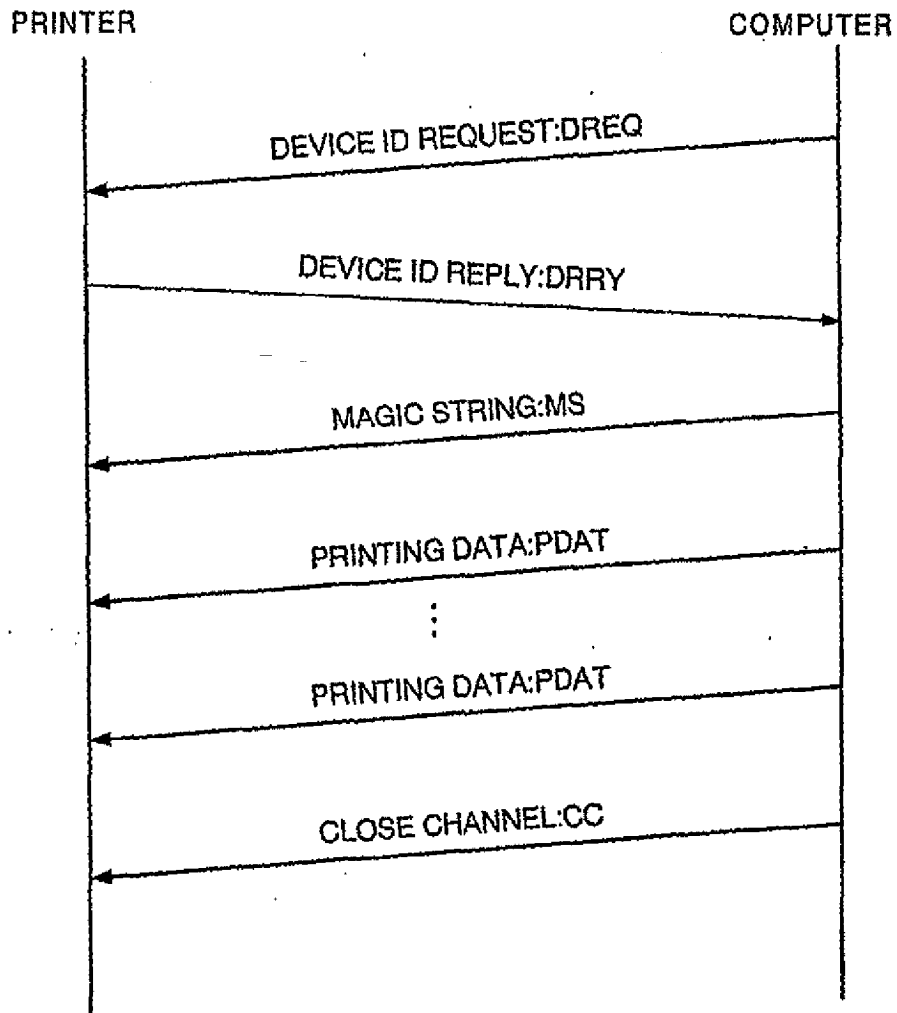 PRINTER
COMPUTER
DEVICE ID REQUEST:DREQ
DEVICE ID REPLY:DRRY
MAGIC STRING:MS
PRINTING DATA:PDAT
PRINTING DATA:PDAT
CLOSE CHANNEL:CC